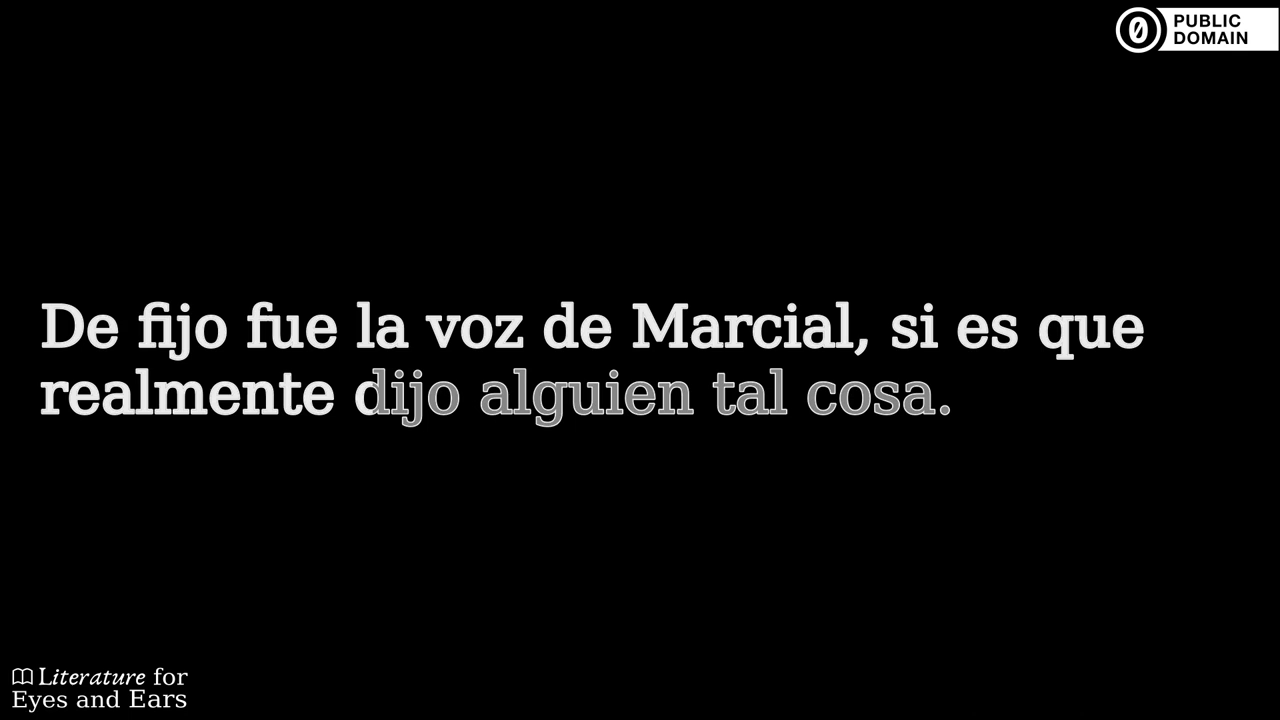 PUBLIC
DOMAIN
De fijo fue la voz de Marcial, si es que
realmente dijo alguien tal cosa.
Literature for
Eyes and Ears